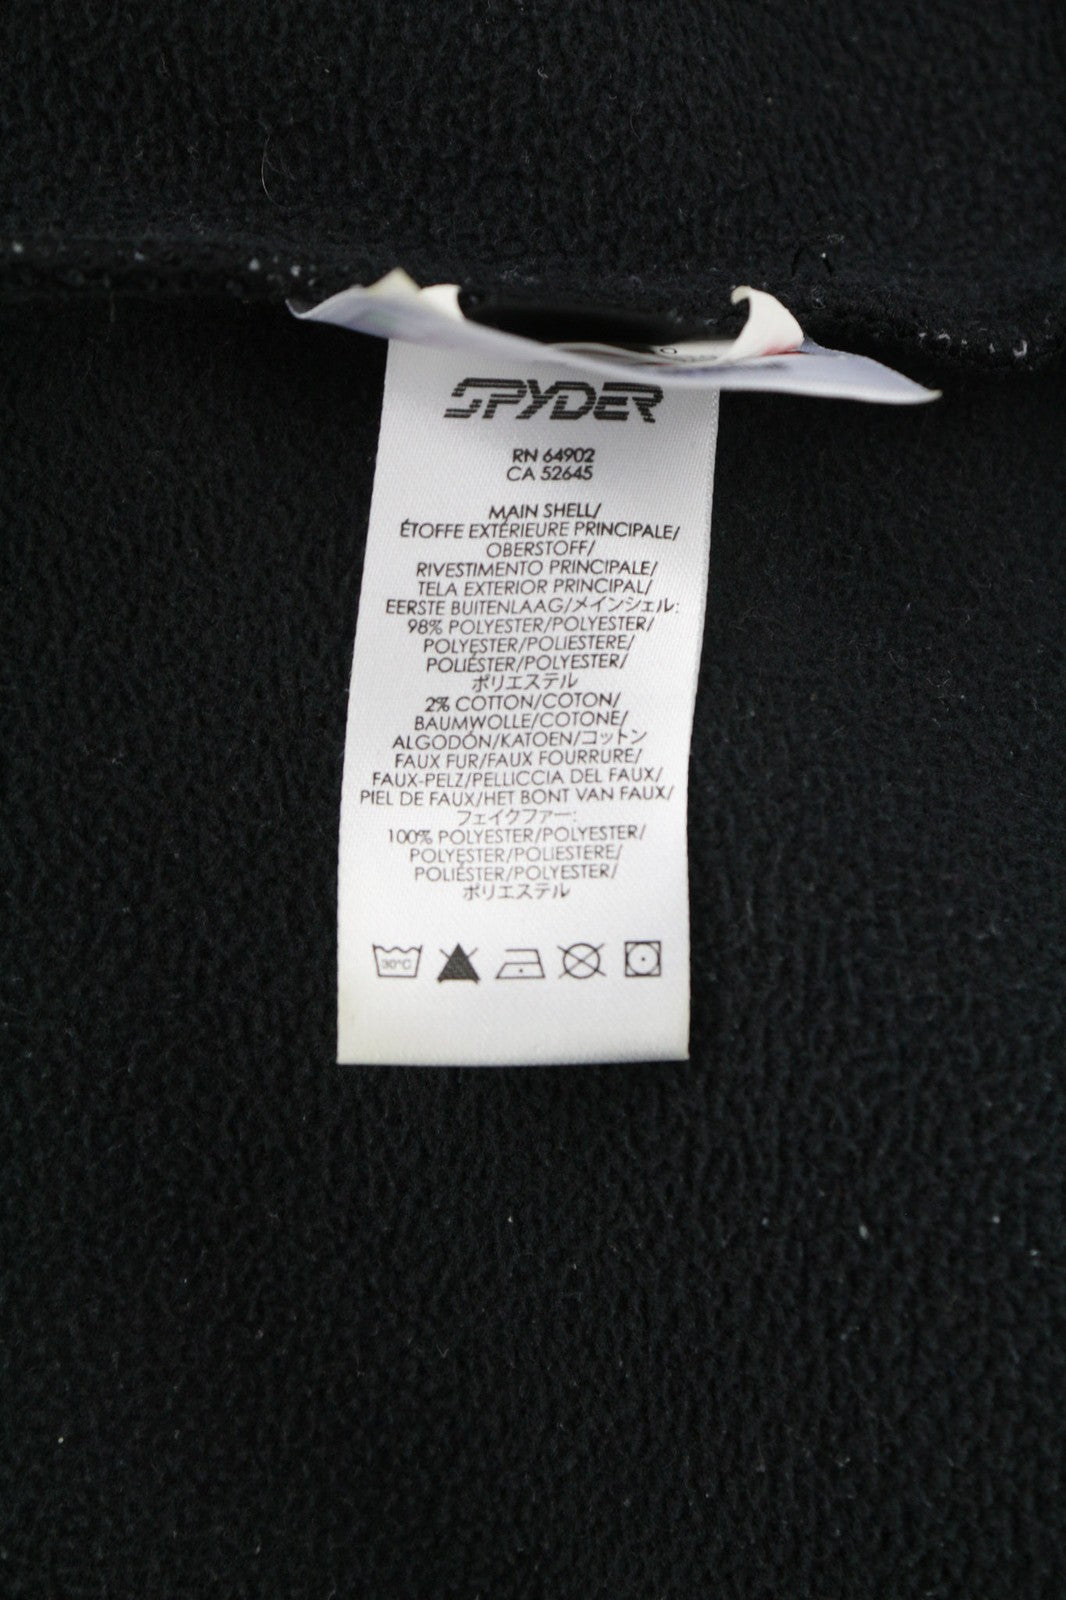 SPYDER
RN 64902
CA 52645
MAIN SHELL/
ÉTOFFE EXTÉRIEURE PRINCIPALE/
OBERSTOFF/
RIVESTIMENTO PRINCIPALE/
TELA EXTERIOR PRINCIPAL/
EERSTE BUITENLAAG/メインシェル:
98% POLYESTER/POLYESTER/
POLYESTER/POLIESTERE/
POLIÉSTER/POLYESTER/
ポリエステル
2% COTTON/COTON/
BAUMWOLLE/COTONE/
ALGODÓN/KATOEN/コットン
FAUX FUR/FAUX FOURRURE/
FAUX-PELZ/PELLICCIA DEL FAUX/
PIEL DE FAUX/HET BONT VAN FAUX/
フェイクファー:
100% POLYESTER/POLYESTER/
POLYESTER/POLIESTERE/
POLIÉSTER/POLYESTER/
ポリエステル
30°C